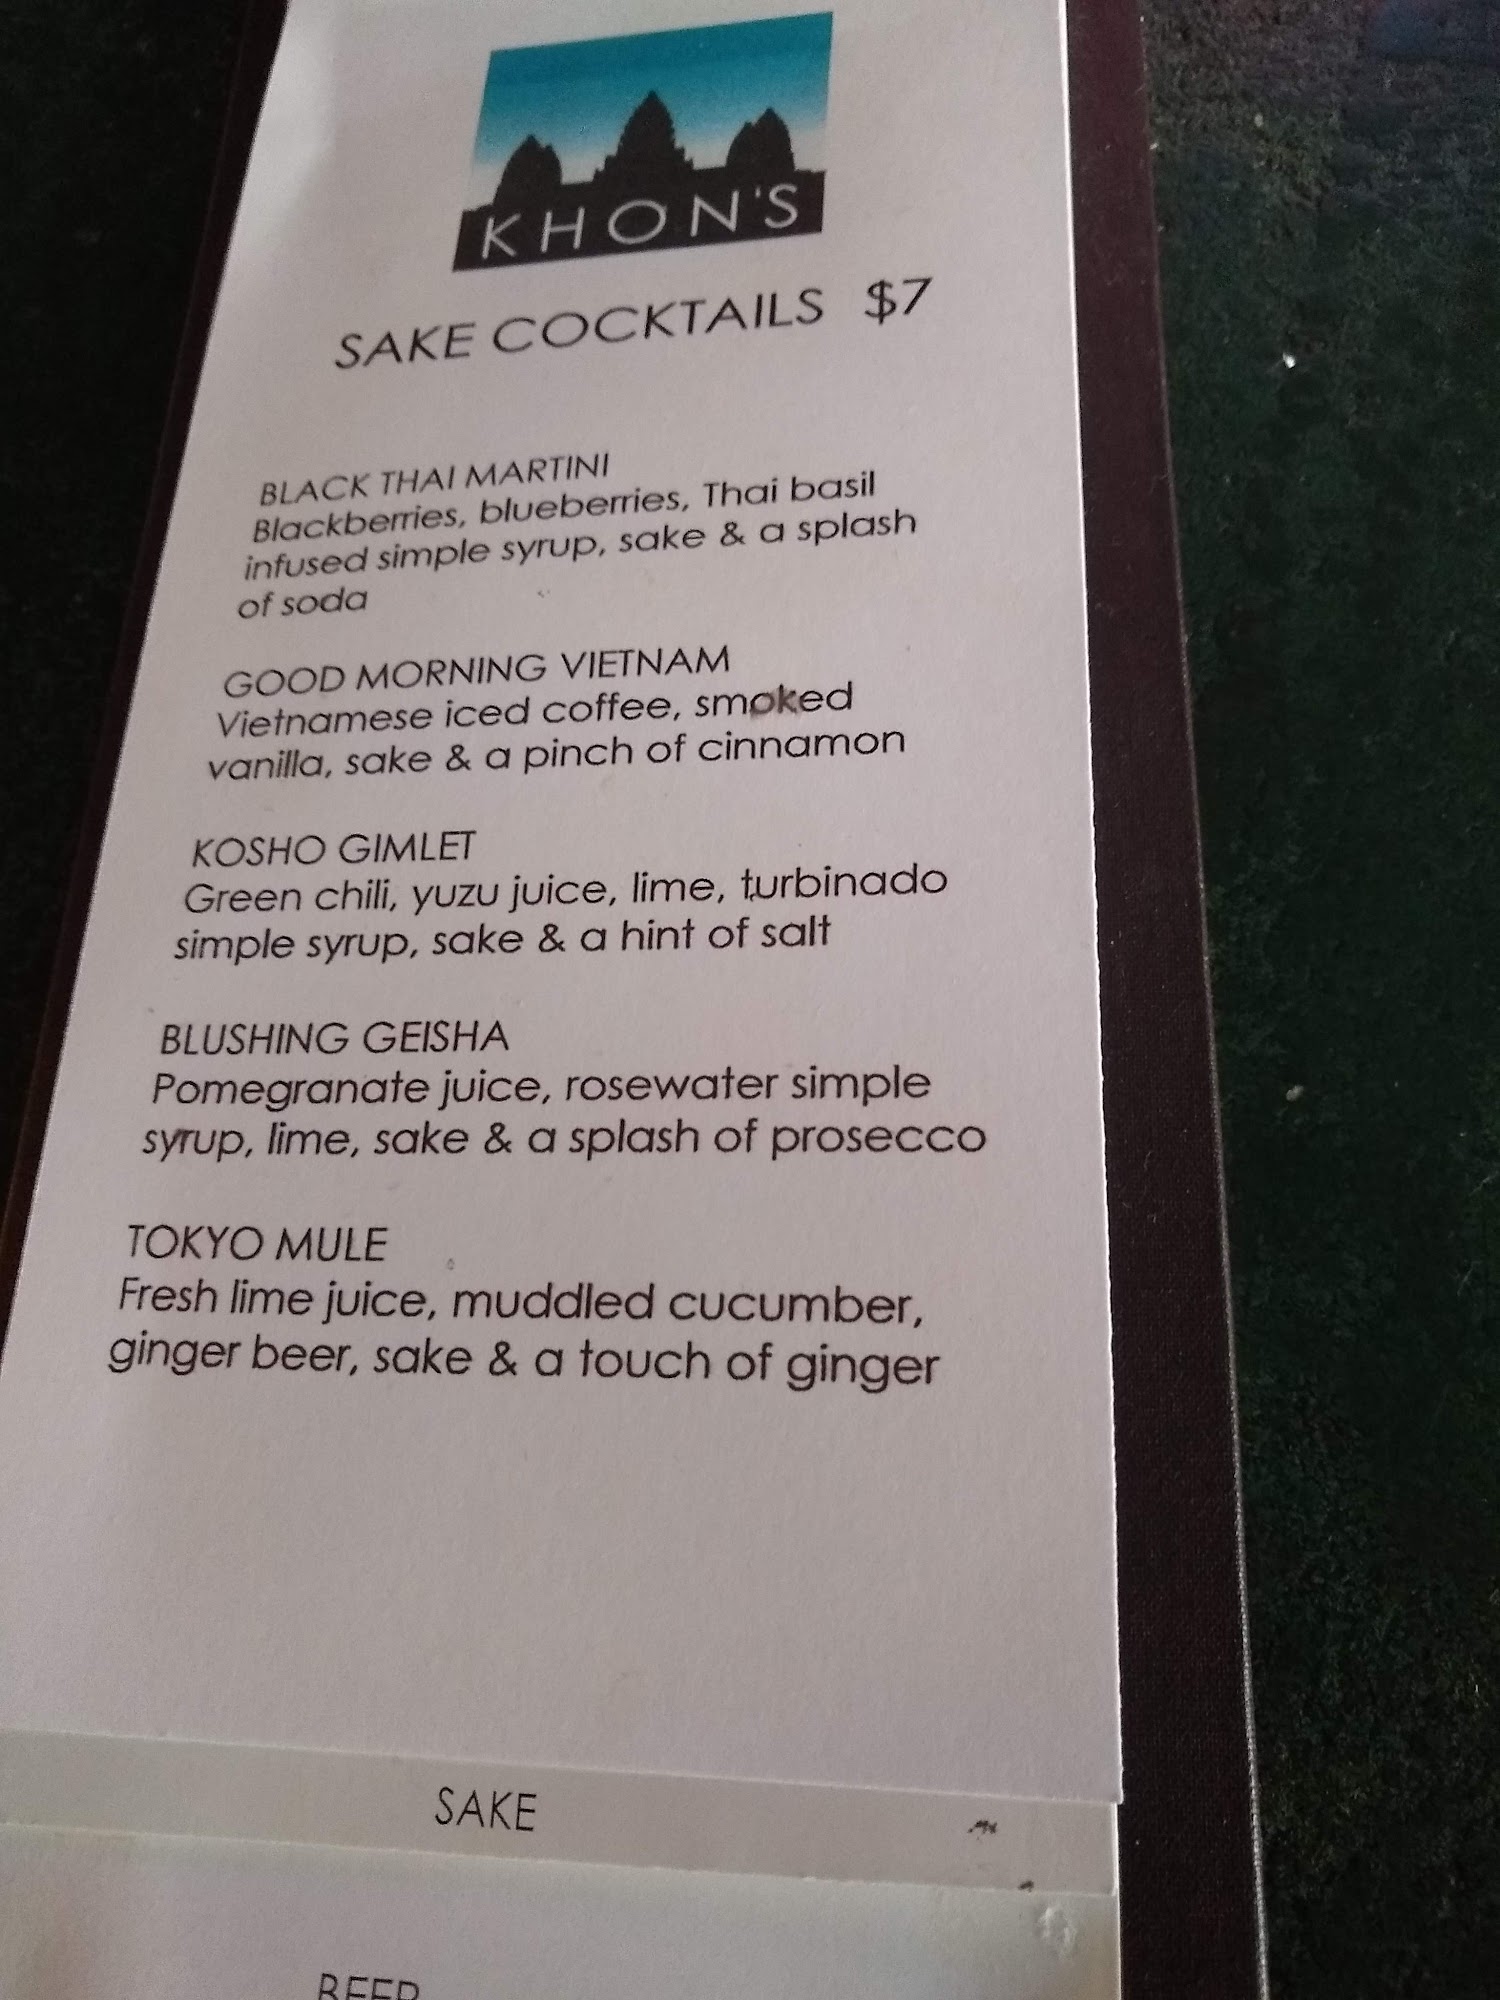 KHON'S
SAKE COCKTAILS $7
BLACK THAI MARTINI
Blackberries, blueberries, Thai basil
infused simple syrup, sake & a splash
of soda
GOOD MORNING VIETNAM
Vietnamese iced coffee, smoked
vanilla, sake & a pinch of cinnamon
KOSHO GIMLET
Green chili, yuzu juice, lime, turbinado
simple syrup, sake & a hint of salt
BLUSHING GEISHA
Pomegranate juice, rosewater simple
syrup, lime, sake & a splash of prosecco
TOKYO MULE
Fresh lime juice, muddled cucumber,
ginger beer, sake & a touch of ginger
SAKE
BEER